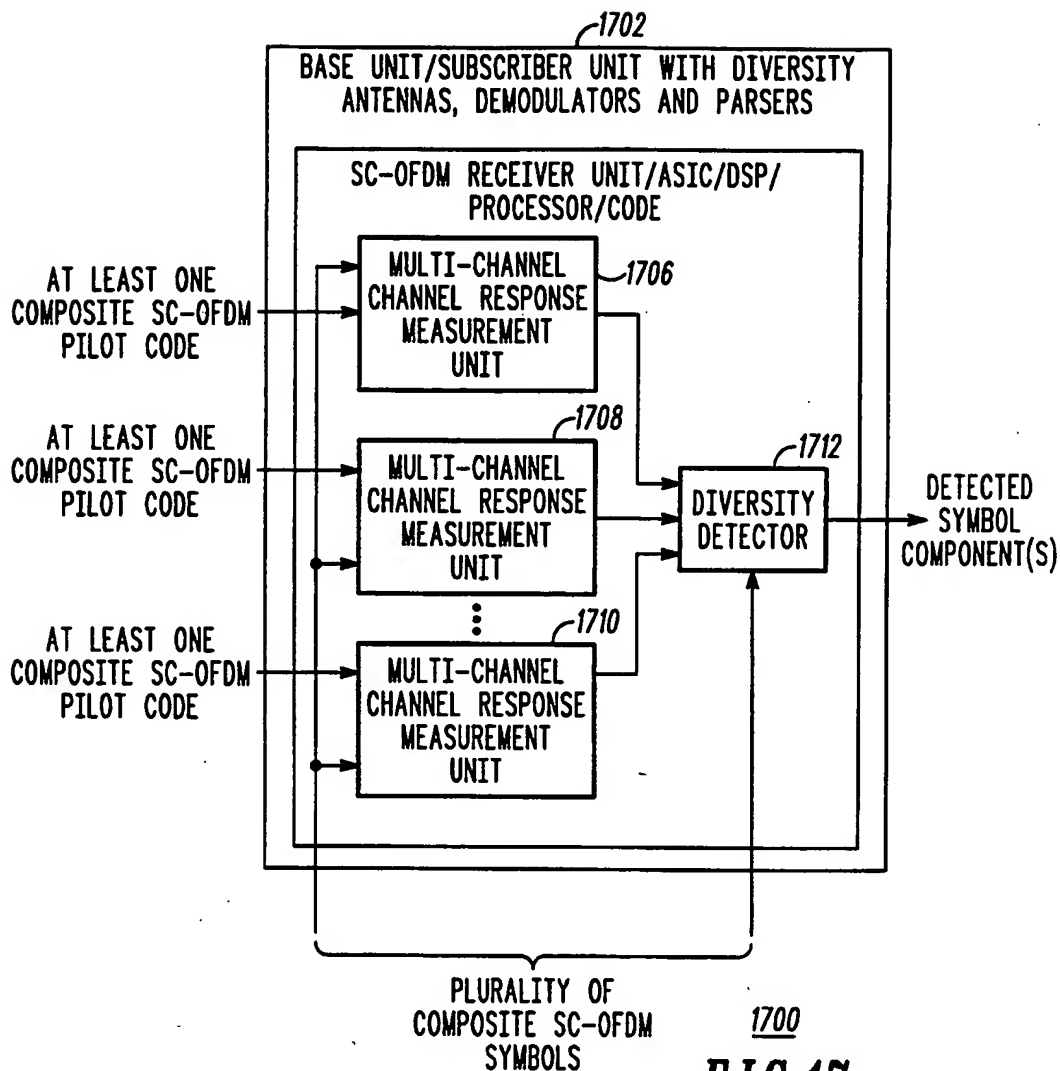 1702
BASE UNIT/SUBSCRIBER UNIT WITH DIVERSITY
ANTENNAS, DEMODULATORS AND PARSERS
SC-OFDM RECEIVER UNIT/ASIC/DSP/
PROCESSOR/CODE
AT LEAST ONE
COMPOSITE SC-OFDM
PILOT CODE
MULTI-CHANNEL
CHANNEL RESPONSE
MEASUREMENT
UNIT
1706
AT LEAST ONE
COMPOSITE SC-OFDM
PILOT CODE
1708
MULTI-CHANNEL
CHANNEL RESPONSE
MEASUREMENT
UNIT
1712
DIVERSITY
DETECTOR
DETECTED
SYMBOL
COMPONENT(S)
AT LEAST ONE
COMPOSITE SC-OFDM
PILOT CODE
1710
MULTI-CHANNEL
CHANNEL RESPONSE
MEASUREMENT
UNIT
PLURALITY OF
COMPOSITE SC-OFDM
SYMBOLS
1700